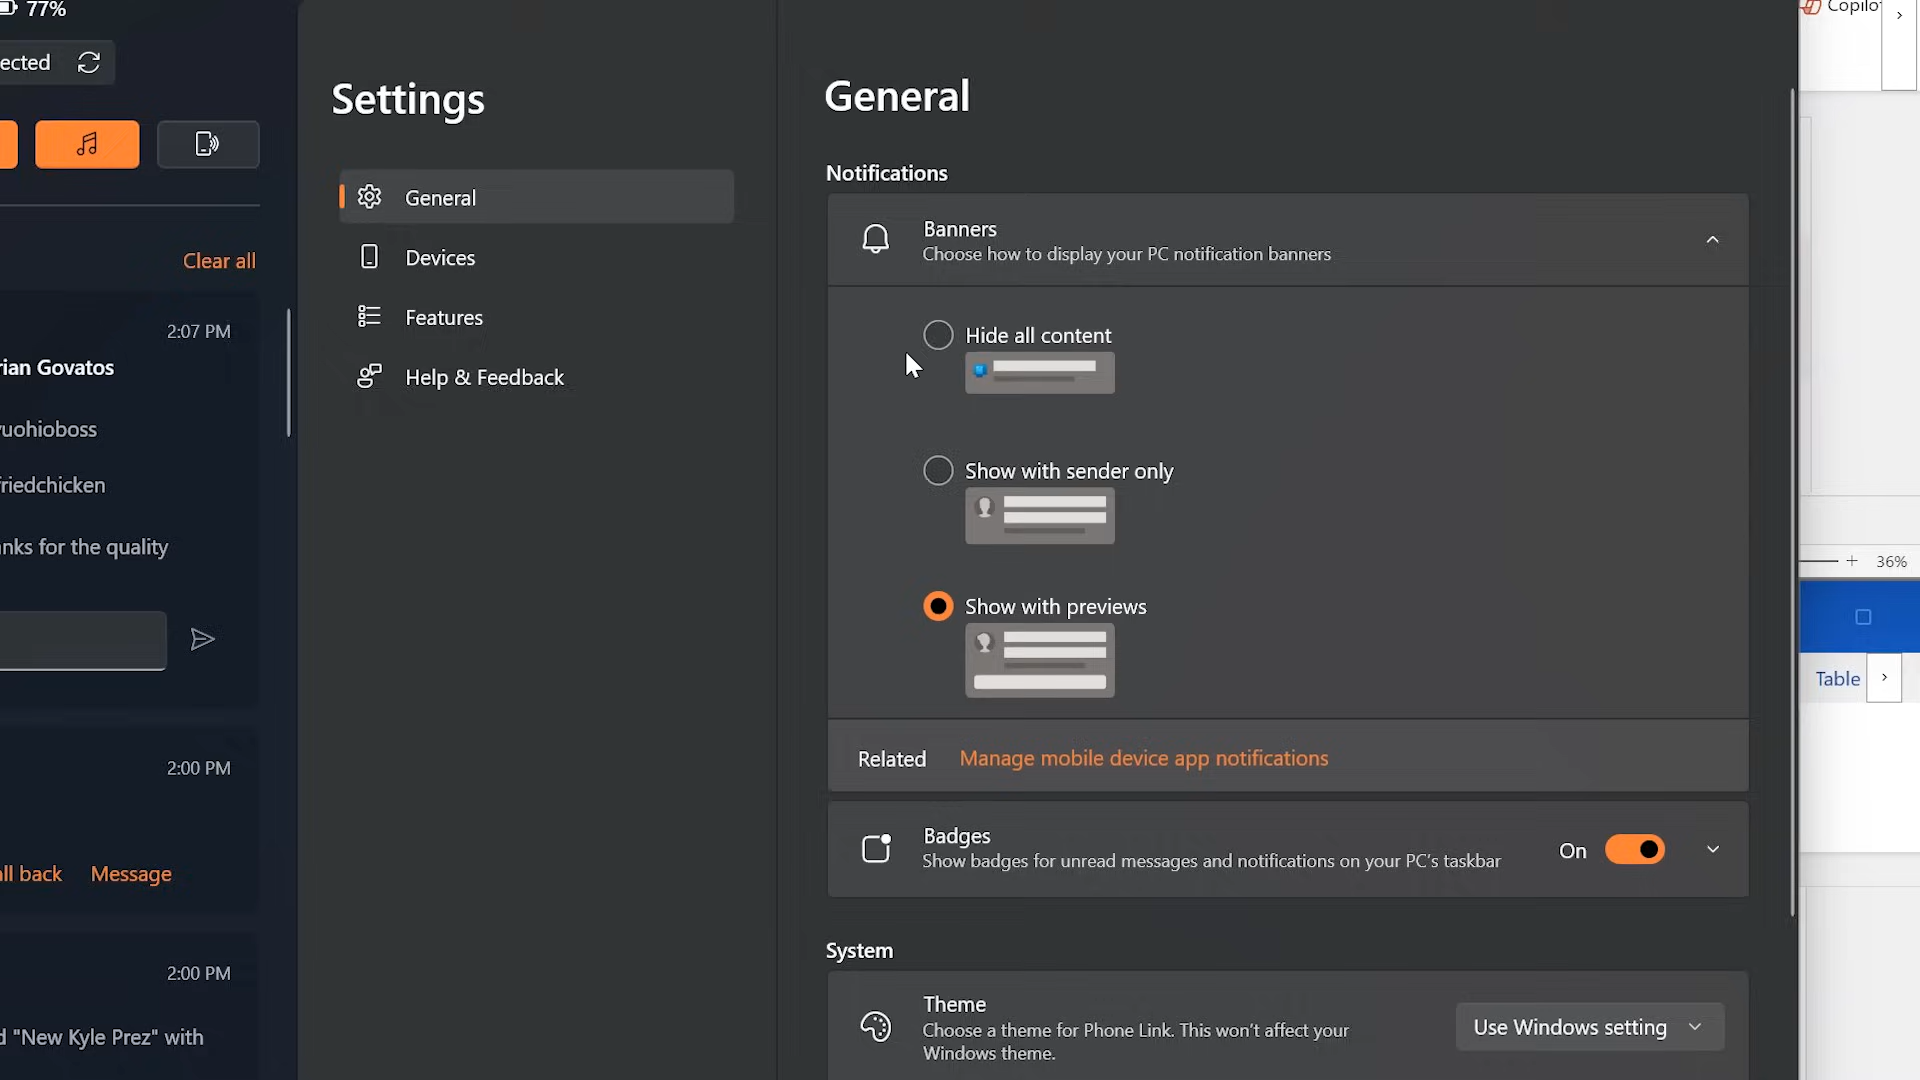 77%
ected
Clear all
2:07 PM
rian Govatos
uohioboss
riedchicken
nks for the quality
2:00 PM
ll back Message
2:00 PM
d "New Kyle Prez" with
Settings
General
Devices
Features
Help & Feedback
General
Notifications
Banners
Choose how to display your PC notification banners
Hide all content
Show with sender only
Show with previews
Related Manage mobile device app notifications
Badges
Show badges for unread messages and notifications on your PC's taskbar
On
System
Theme
Choose a theme for Phone Link. This won't affect your
Windows theme.
Use Windows setting
Copilo
36%
Table